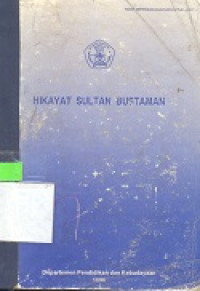 HIKAYAT SULTAN BUSTAMAN
Departemen Pendidikan dan Kebudayaan